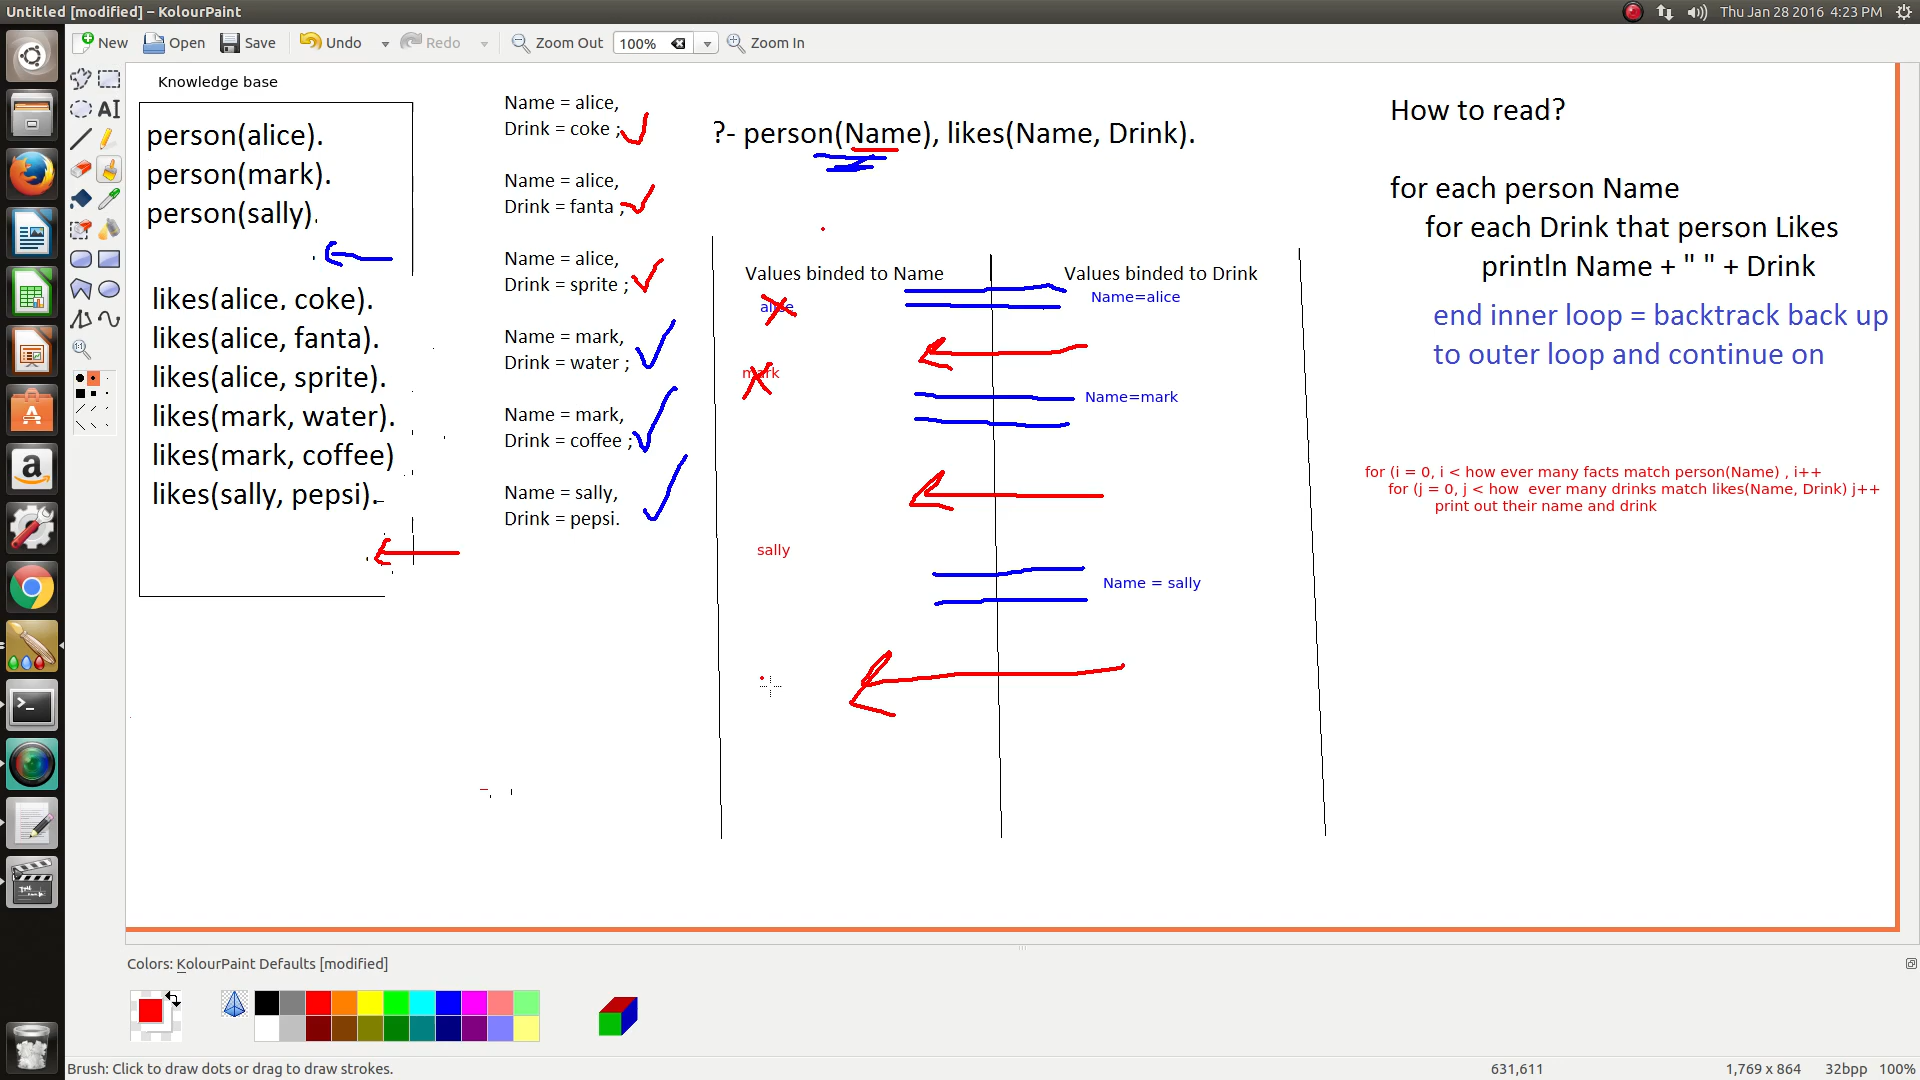 Untitled [modified] – KolourPaint
Thu Jan 28 2016 4:23 PM
New Open Save Undo Redo Zoom Out 100% Zoom In
Knowledge base
person(alice).
person(mark).
person(sally).
likes(alice, coke).
likes(alice, fanta).
likes(alice, sprite).
likes(mark, water).
likes(mark, coffee)
likes(sally, pepsi).
Name = alice,
Drink = coke ;
Name = alice,
Drink = fanta ;
Name = alice,
Drink = sprite ;
Name = mark,
Drink = water ;
Name = mark,
Drink = coffee ;
Name = sally,
Drink = pepsi.
?- person(Name), likes(Name, Drink).
Values binded to Name
alice
mark
sally
Values binded to Drink
Name=alice
Name=mark
Name = sally
How to read?
for each person Name
for each Drink that person Likes
println Name + " " + Drink
end inner loop = backtrack back up
to outer loop and continue on
for (i = 0, i < how ever many facts match person(Name) , i++
for (j = 0, j < how ever many drinks match likes(Name, Drink) j++
print out their name and drink
Colors: KolourPaint Defaults [modified]
Brush: Click to draw dots or drag to draw strokes.
631,611
1,769 x 864
32bpp
100%